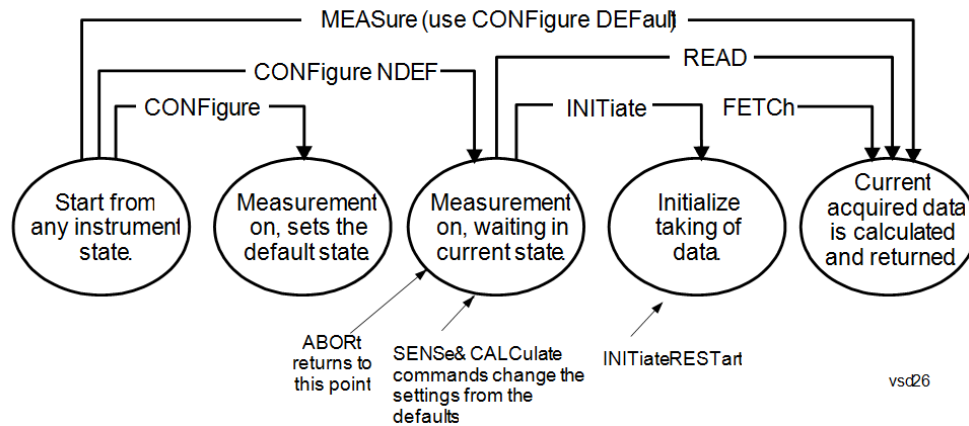 MEASure (use CONFigure DEFault)
CONFigure NDEF
READ
CONFigure
INITiate
FETCh
Start from
any instrument
state.
Measurement
on, sets the
default state.
Measurement
on, waiting in
current state.
Initialize
taking of
data.
Current
acquired data
is calculated
and returned.
ABORt
returns to
this point
SENSe& CALCulate
commands change the
settings from the
defaults
INITiateRESTart
vsd26